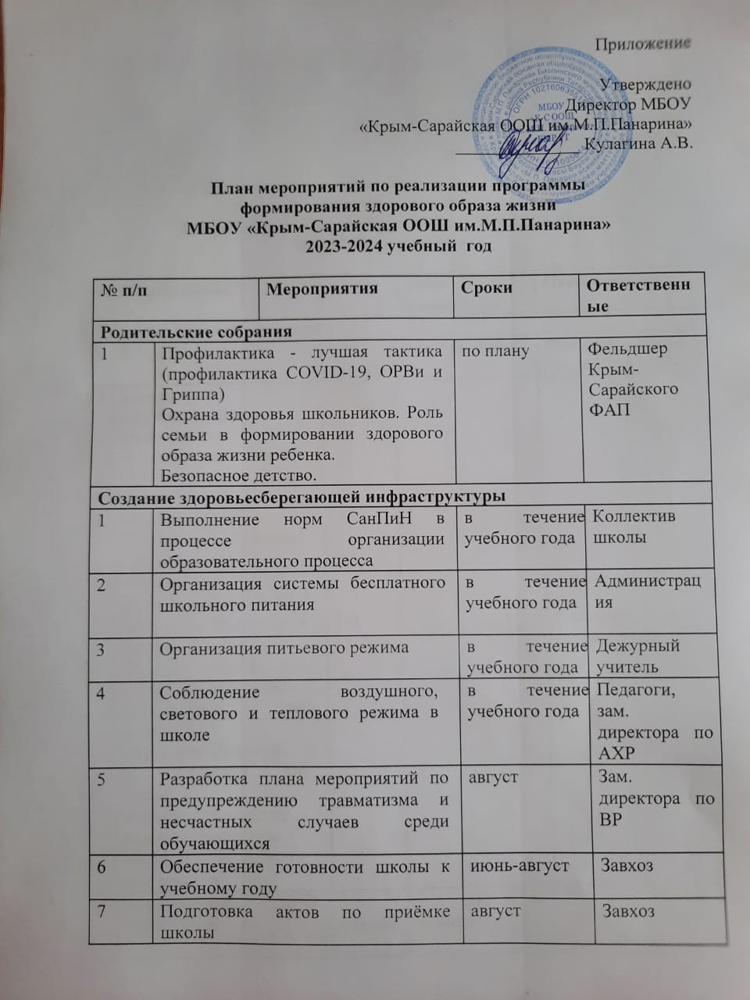 Приложение
Утверждено
Директор МБОУ
«Крым-Сарайская ООШ им.М.П.Панарина»
Кулагина А.В.
План мероприятий по реализации программы
формирования здорового образа жизни
МБОУ «Крым-Сарайская ООШ им.М.П.Панарина»
2023-2024 учебный год
№ п/п Мероприятия Сроки Ответственн
ые
Родительские собрания
1 Профилактика - лучшая тактика по плану Фельдшер
(профилактика COVID-19, ОРВи и Крым-
Гриппа) Сарайского
Охрана здоровья школьников. Роль ФАП
семьи в формировании здорового
образа жизни ребенка.
Безопасное детство.
Создание здоровьесберегающей инфраструктуры
1 Выполнение норм СанПиН в в течение Коллектив
процессе организации учебного года школы
образовательного процесса
2 Организация системы бесплатного в течение Администрац
школьного питания учебного года ия
3 Организация питьевого режима в течение Дежурный
учебного года учитель
4 Соблюдение воздушного, в течение Педагоги,
светового и теплового режима в учебного года зам.
школе директора по
АХР
5 Разработка плана мероприятий по август Зам.
предупреждению травматизма и директора по
несчастных случаев среди ВР
обучающихся
6 Обеспечение готовности школы к июнь-август Завхоз
учебному году
7 Подготовка актов по приёмке август Завхоз
школы